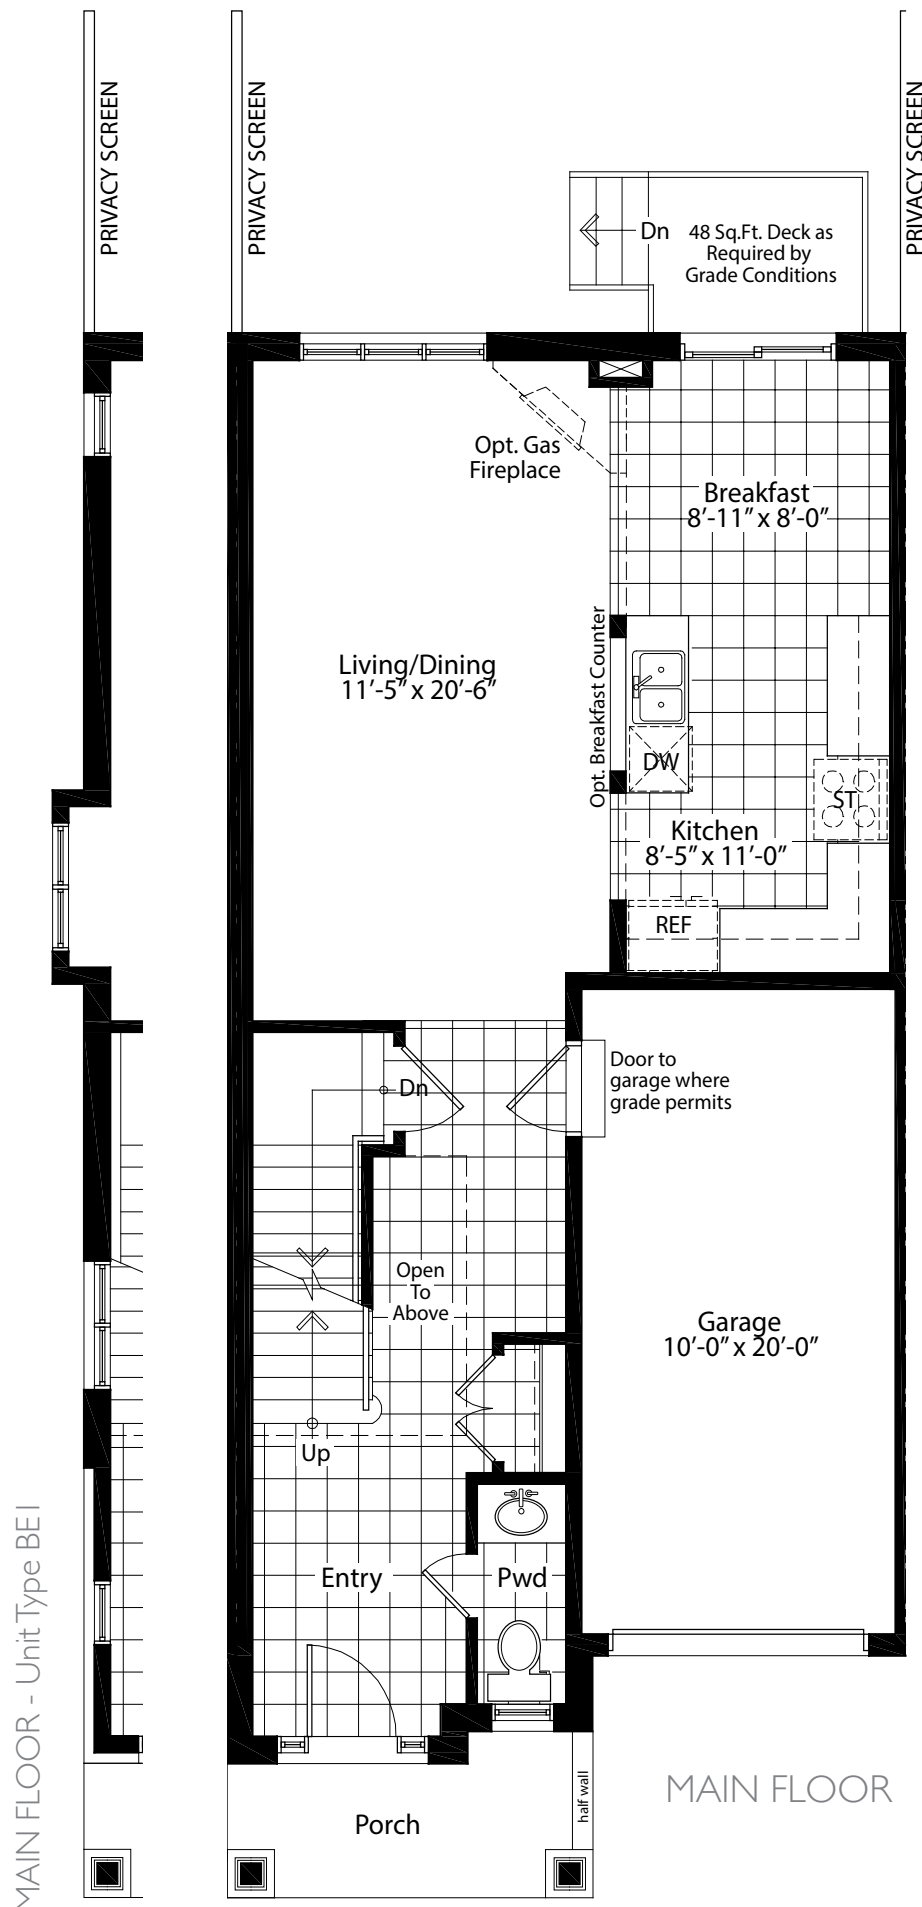 PRIVACY SCREEN
PRIVACY SCREEN
PRIVACY SCREEN
Dn
48 Sq.Ft. Deck as
Required by
Grade Conditions
Opt. Gas
Fireplace
Breakfast
8'-11" x 8'-0"
Living/Dining
11'-5" x 20'-6"
Opt. Breakfast Counter
DW
ST
Kitchen
8'-5" x 11'-0"
REF
Door to
garage where
grade permits
Dn
Open
To
Above
Garage
10'-0" x 20'-0"
Up
Entry
Pwd
MAIN FLOOR - Unit Type BE1
half wall
MAIN FLOOR
Porch